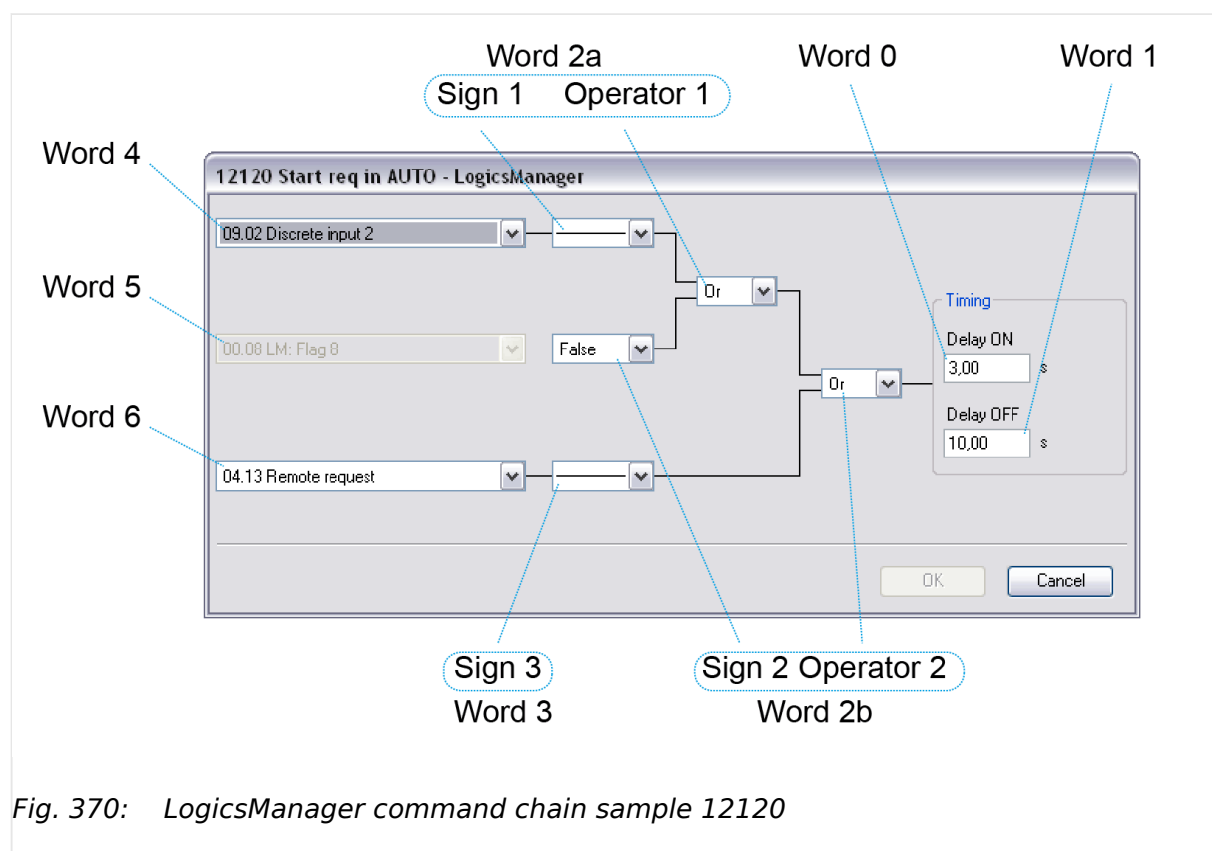 Word 2a Word 0 Word 1
Sign 1 Operator 1
Word 4
12120 Start req in AUTO - LogicsManager
09.02 Discrete input 2
Word 5
Or
Timing
Delay ON
00.08 LM: Flag 8 False
3,00 s
Or
Word 6
Delay OFF
10,00 s
04.13 Remote request
OK Cancel
Sign 3 Sign 2 Operator 2
Word 3 Word 2b
Fig. 370: LogicsManager command chain sample 12120